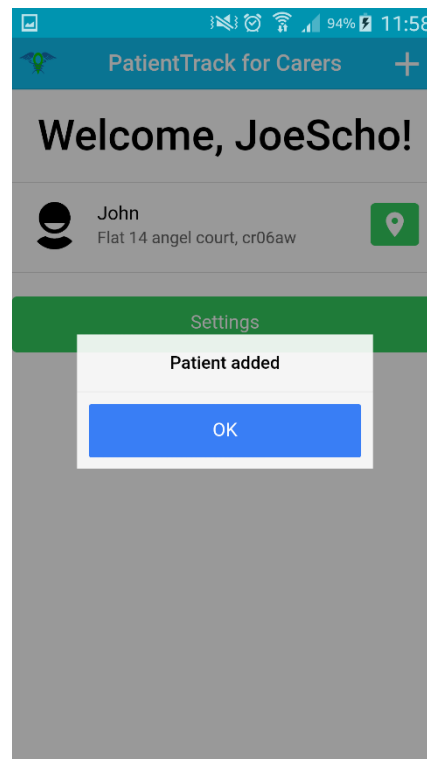 94% 11:58
PatientTrack for Carers +
Welcome, JoeScho!
John
Flat 14 angel court, cr06aw
Settings
Patient added
OK